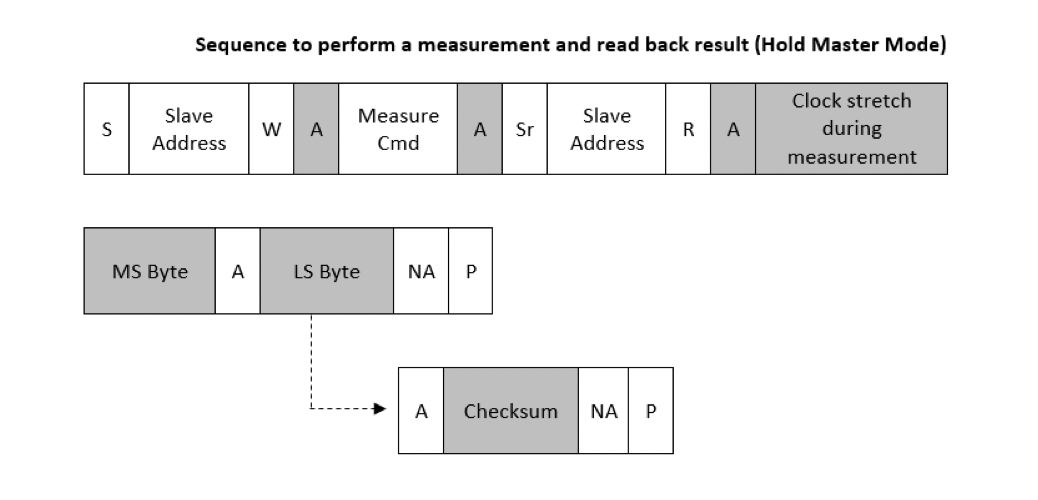 Sequence to perform a measurement and read back result (Hold Master Mode)
S
Slave
Address
W
A
Measure
Cmd
A
Sr
Slave
Address
R
A
Clock stretch
during
measurement
MS Byte
A
LS Byte
NA
P
A
Checksum
NA
P